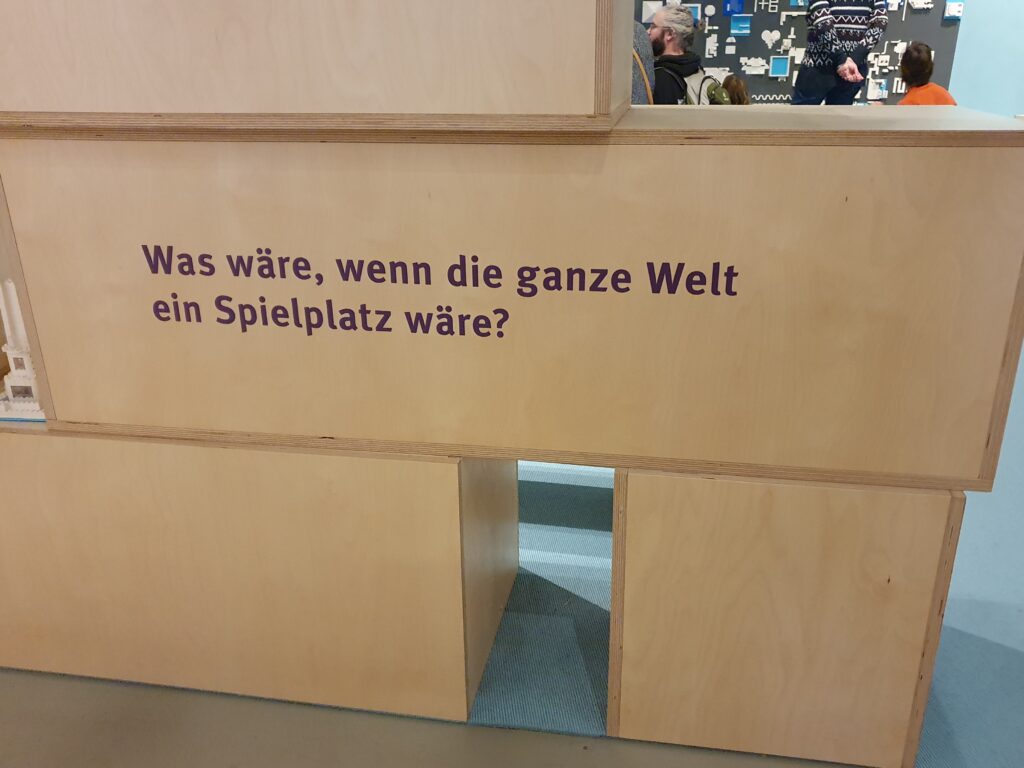 Was wäre, wenn die ganze Welt
ein Spielplatz wäre?